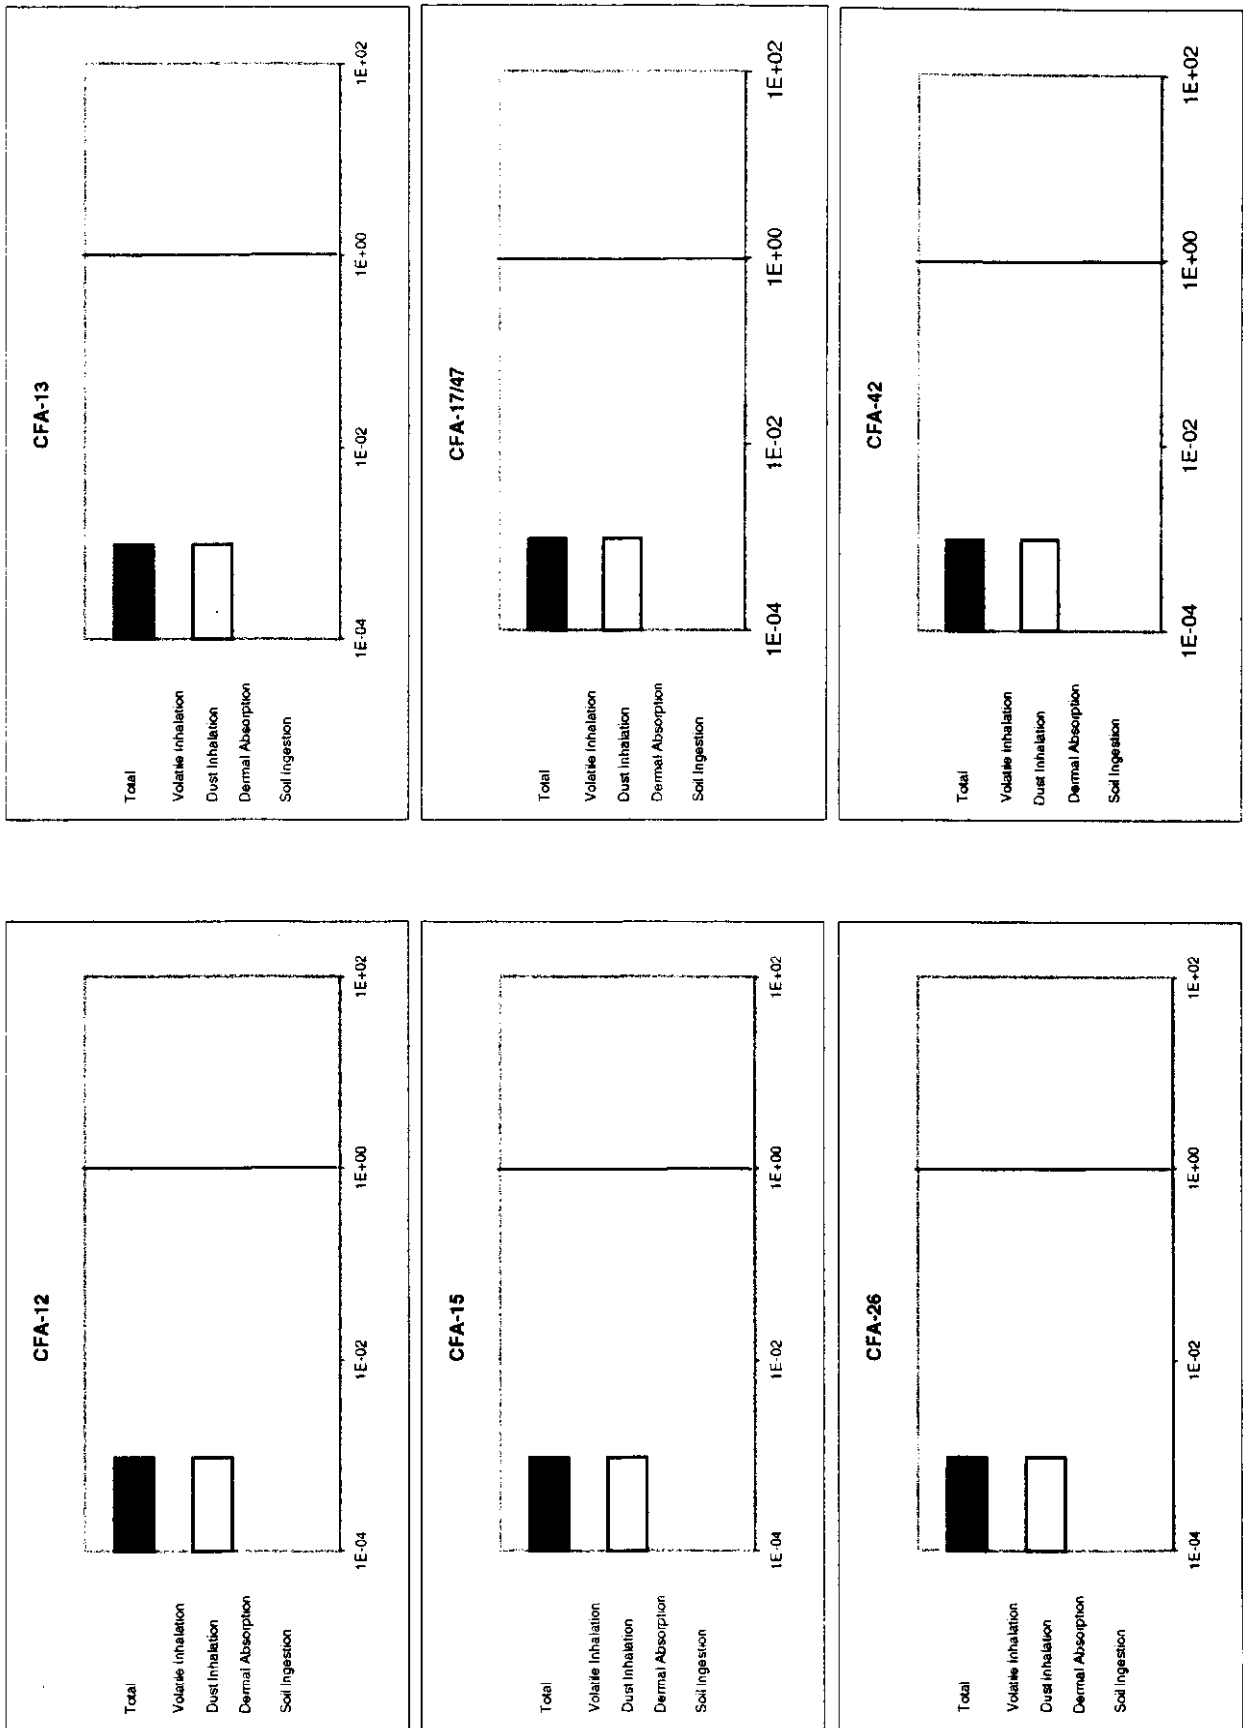 CFA-12
Total
Volatile Inhalation
Dust Inhalation
Dermal Absorption
Soil Ingestion
1E-04
1E-02
1E+00
1E+02
CFA-13
Total
Volatile Inhalation
Dust Inhalation
Dermal Absorption
Soil Ingestion
1E-04
1E-02
1E+00
1E+02
CFA-15
Total
Volatile Inhalation
Dust Inhalation
Dermal Absorption
Soil Ingestion
1E-04
1E-02
1E+00
1E+02
CFA-17/47
Total
Volatile Inhalation
Dust Inhalation
Dermal Absorption
Soil Ingestion
1E-04
1E-02
1E+00
1E+02
CFA-26
Total
Volatile Inhalation
Dust Inhalation
Dermal Absorption
Soil Ingestion
1E-04
1E-02
1E+00
1E+02
CFA-42
Total
Volatile Inhalation
Dust Inhalation
Dermal Absorption
Soil Ingestion
1E-04
1E-02
1E+00
1E+02